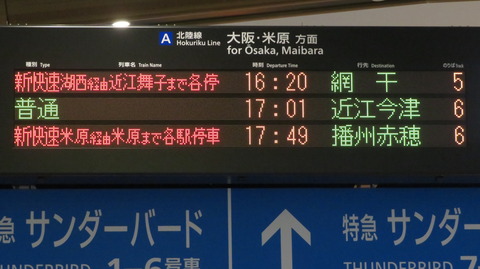 A 北陸線 Hokuriku Line 大阪・米原 方面 for Ōsaka, Maibara
種別 Type 列車名 Train Name 時刻 Departure Time 行先 Destination のりば Track
新快速 湖西経由近江舞子まで各停 16:20 網干 5
普通 17:01 近江今津 6
新快速 米原経由米原まで各駅停車 17:49 播州赤穂 6
特急 サンダーバード ↑ 特急 サンダ
THUNDERBIRD 1-6号車 THUNDERBIRD 7-